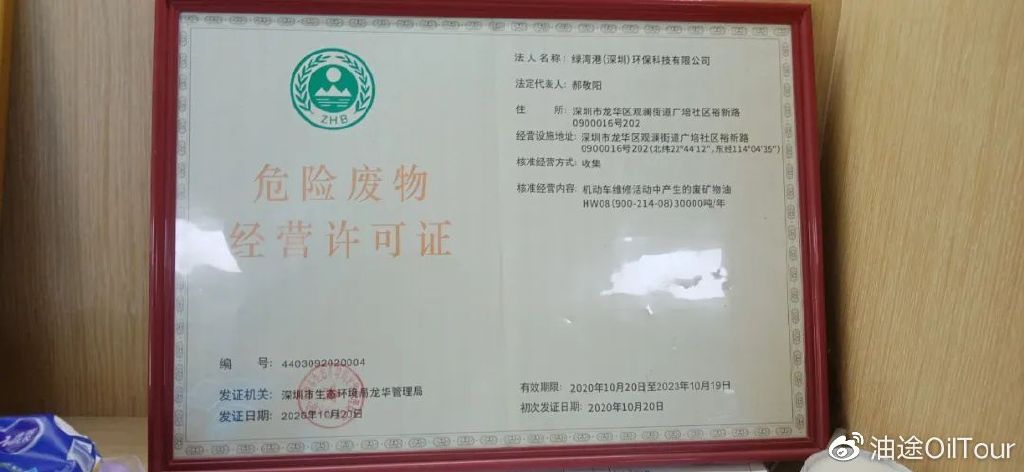 ZHB
危险废物
经营许可证
编 号: 4403092020004
发证机关: 深圳市生态环境局龙华管理局
发证日期: 2020年10月20日
法人名称: 绿湾港(深圳)环保科技有限公司
法定代表人: 郝敬阳
住 所: 深圳市龙华区观澜街道广培社区裕新路
0900016号202
经营设施地址: 深圳市龙华区观澜街道广培社区裕新路
0900016号202(北纬22°44'12",东经114°04'35")
核准经营方式: 收集
核准经营内容: 机动车维修活动中产生的废矿物油
HW08(900-214-08)30000吨/年
有效期限: 2020年10月20日至2023年10月19日
初次发证日期: 2020年10月20日
油途OilTour